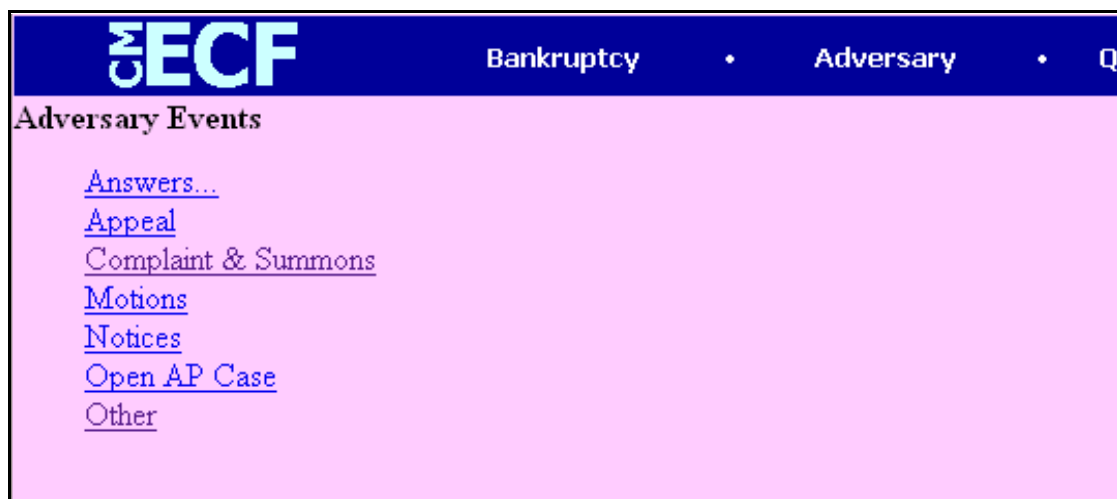 CM ECF Bankruptcy • Adversary • Q
Adversary Events
Answers...
Appeal
Complaint & Summons
Motions
Notices
Open AP Case
Other